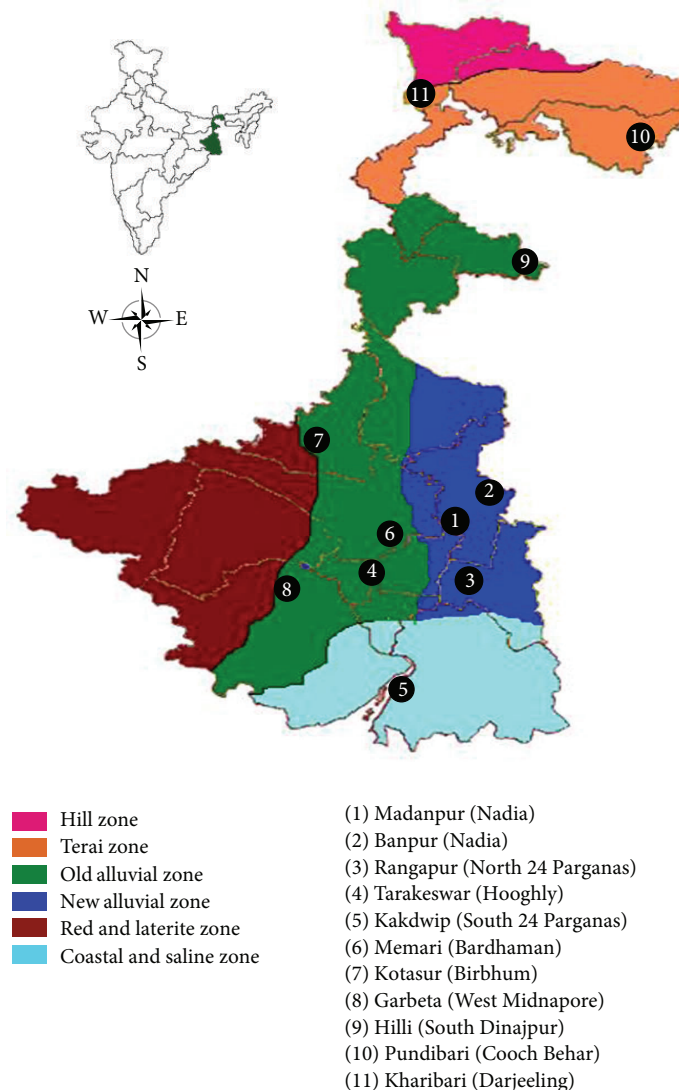 N
W E
S
11
10
9
7
2
1
6
4
3
8
5
Hill zone
Terai zone
Old alluvial zone
New alluvial zone
Red and laterite zone
Coastal and saline zone
(1) Madanpur (Nadia)
(2) Banpur (Nadia)
(3) Rangapur (North 24 Parganas)
(4) Tarakeswar (Hooghly)
(5) Kakdwip (South 24 Parganas)
(6) Memari (Bardhaman)
(7) Kotasur (Birbhum)
(8) Garbeta (West Midnapore)
(9) Hilli (South Dinajpur)
(10) Pundibari (Cooch Behar)
(11) Kharibari (Darjeeling)